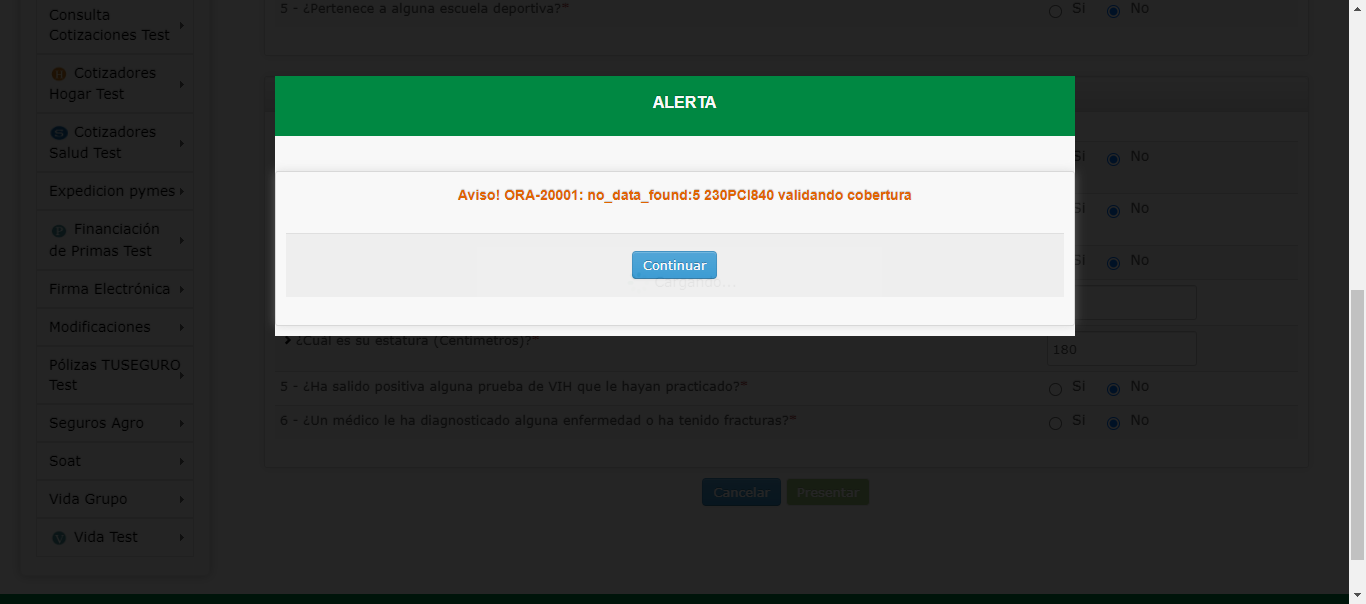 Consulta
Cotizaciones Test
Cotizadores
Hogar Test
Cotizadores
Salud Test
Expedicion pymes
Financiación
de Primas Test
Firma Electrónica
Modificaciones
Pólizas TUSEGURO
Test
Seguros Agro
Soat
Vida Grupo
Vida Test
5 - ¿Pertenece a alguna escuela deportiva?*
Si No
ALERTA
Aviso! ORA-20001: no_data_found:5 230PCI840 validando cobertura
Continuar
Cargando...
Si No
Si No
Si No
¿Cuál es su estatura (Centímetros)?*
180
5 - ¿Ha salido positiva alguna prueba de VIH que le hayan practicado?*
Si No
6 - ¿Un médico le ha diagnosticado alguna enfermedad o ha tenido fracturas?*
Si No
Cancelar Presentar